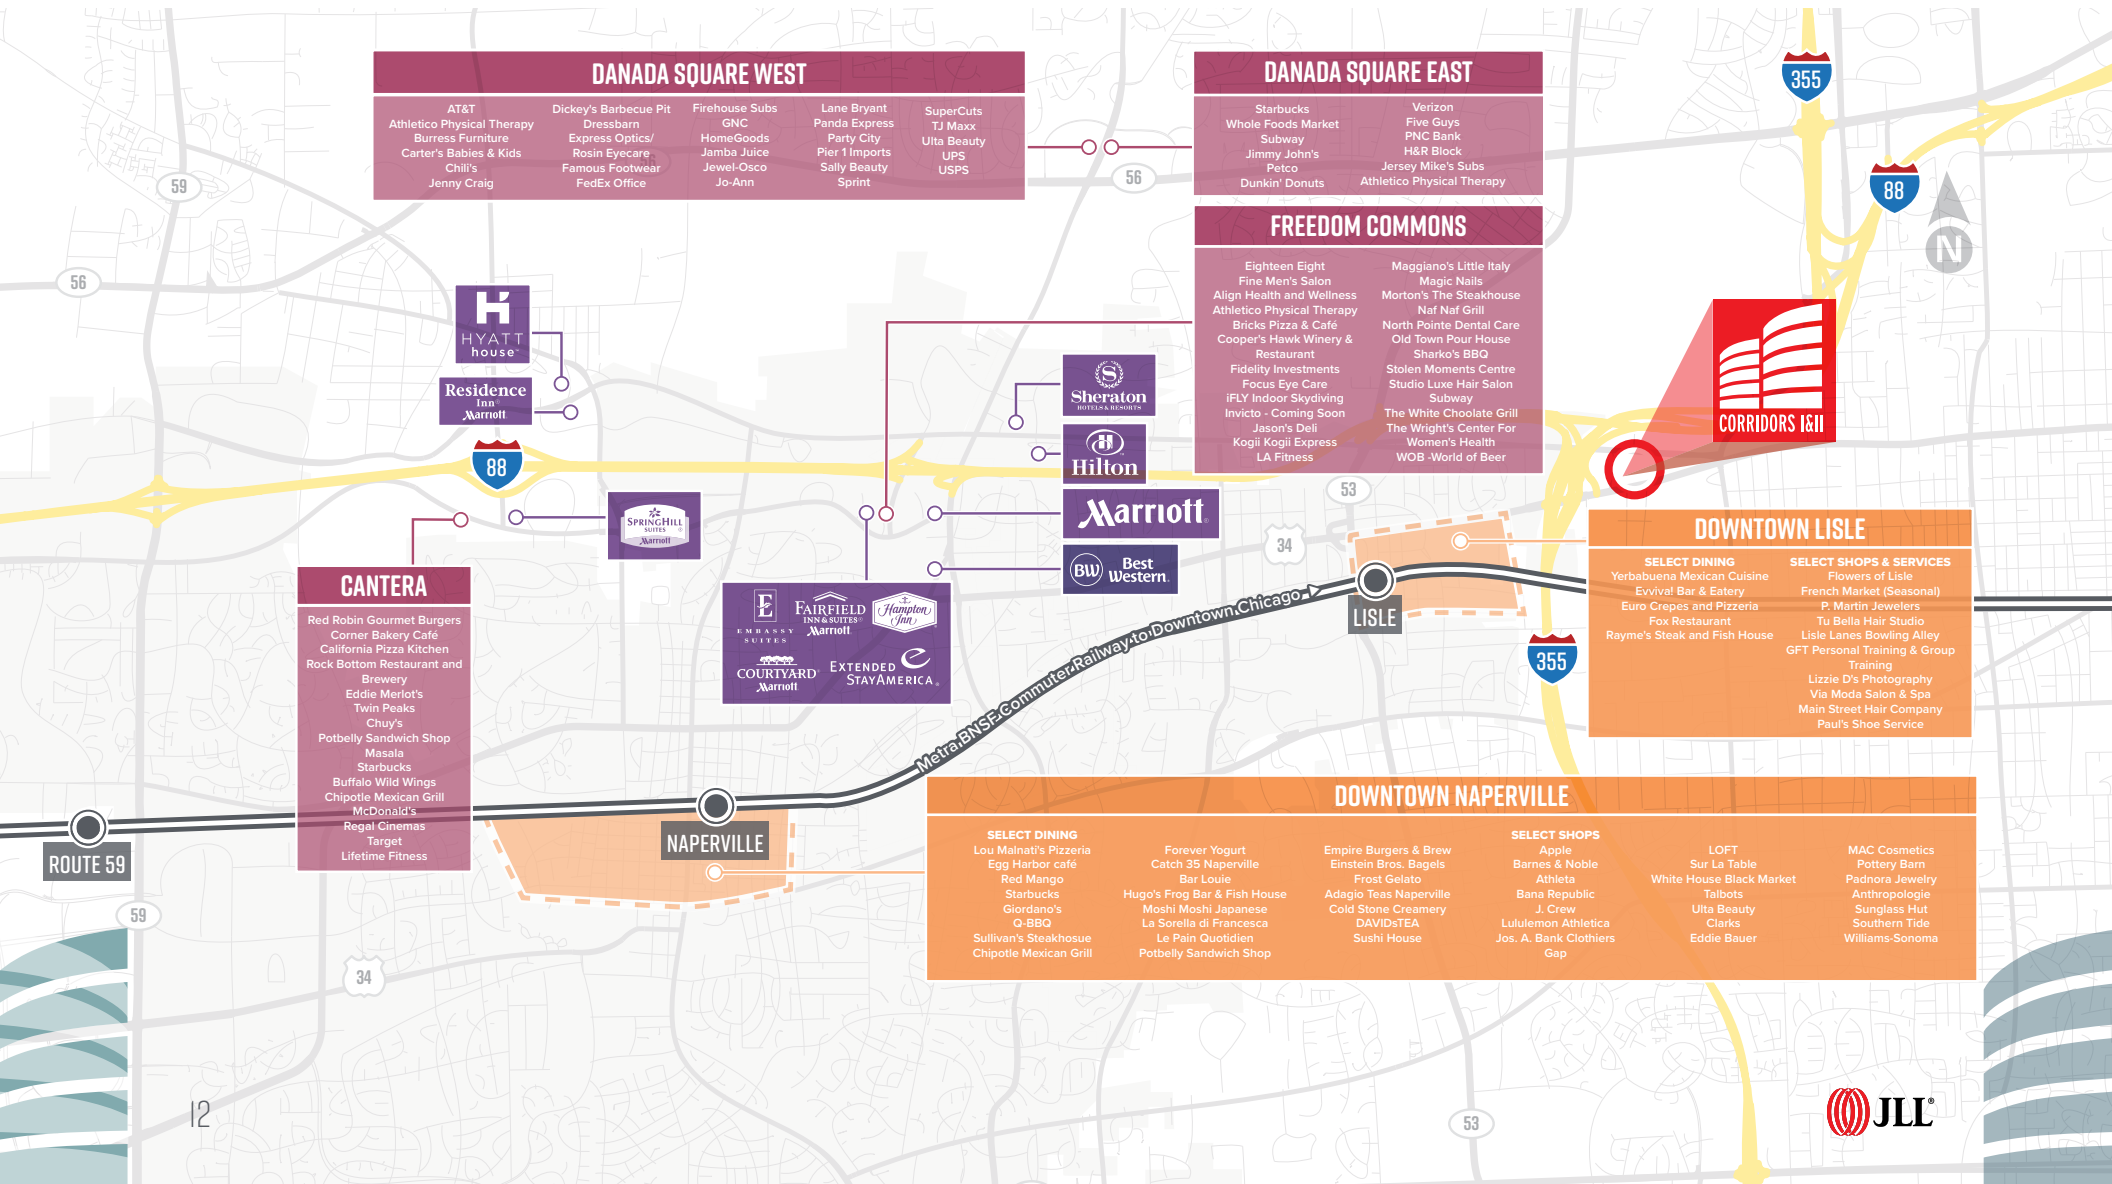 DANADA SQUARE WEST
AT&T
Athletico Physical Therapy
Burress Furniture
Carter's Babies & Kids
Chili's
Jenny Craig
Dickey's Barbecue Pit
Dressbarn
Express Optics/
Rosin Eyecare
Famous Footwear
FedEx Office
Firehouse Subs
GNC
HomeGoods
Jamba Juice
Jewel-Osco
Jo-Ann
Lane Bryant
Panda Express
Party City
Pier 1 Imports
Sally Beauty
Sprint
SuperCuts
TJ Maxx
Ulta Beauty
UPS
USPS
DANADA SQUARE EAST
Starbucks
Whole Foods Market
Subway
Jimmy John's
Petco
Dunkin' Donuts
Verizon
Five Guys
PNC Bank
H&R Block
Jersey Mike's Subs
Athletico Physical Therapy
FREEDOM COMMONS
Eighteen Eight
Fine Men's Salon
Align Health and Wellness
Athletico Physical Therapy
Bricks Pizza & Café
Cooper's Hawk Winery &
Restaurant
Fidelity Investments
Focus Eye Care
iFLY Indoor Skydiving
Invicto - Coming Soon
Jason's Deli
Kogii Kogii Express
LA Fitness
Maggiano's Little Italy
Magic Nails
Morton's The Steakhouse
Naf Naf Grill
North Pointe Dental Care
Old Town Pour House
Sharko's BBQ
Stolen Moments Centre
Studio Luxe Hair Salon
Subway
The White Choolate Grill
The Wright's Center For
Women's Health
WOB -World of Beer
355
88
N
59
56
56
HYATT
house™
Residence
Inn®
Marriott
88
S
Sheraton
HOTELS & RESORTS
H
Hilton
CORRIDORS I&II
SPRINGHILL
SUITES ®
Marriott
Marriott®
BW Best
Western.
53
34
CANTERA
Red Robin Gourmet Burgers
Corner Bakery Café
California Pizza Kitchen
Rock Bottom Restaurant and
Brewery
Eddie Merlot's
Twin Peaks
Chuy's
Potbelly Sandwich Shop
Masala
Starbucks
Buffalo Wild Wings
Chipotle Mexican Grill
McDonald's
Regal Cinemas
Target
Lifetime Fitness
E
EMBASSY
SUITES
FAIRFIELD
INN & SUITES®
Marriott
Hampton
Inn
COURTYARD®
Marriott
EXTENDED
STAYAMERICA®
Metra BNSF Commuter Railway to Downtown Chicago
LISLE
355
DOWNTOWN LISLE
SELECT DINING
Yerbabuena Mexican Cuisine
Evviva! Bar & Eatery
Euro Crepes and Pizzeria
Fox Restaurant
Rayme's Steak and Fish House
SELECT SHOPS & SERVICES
Flowers of Lisle
French Market (Seasonal)
P. Martin Jewelers
Tu Bella Hair Studio
Lisle Lanes Bowling Alley
GFT Personal Training & Group
Training
Lizzie D's Photography
Via Moda Salon & Spa
Main Street Hair Company
Paul's Shoe Service
ROUTE 59
NAPERVILLE
DOWNTOWN NAPERVILLE
SELECT DINING
Lou Malnati's Pizzeria
Egg Harbor café
Red Mango
Starbucks
Giordano's
Q-BBQ
Sullivan's Steakhosue
Chipotle Mexican Grill
Forever Yogurt
Catch 35 Naperville
Bar Louie
Hugo's Frog Bar & Fish House
Moshi Moshi Japanese
La Sorella di Francesca
Le Pain Quotidien
Potbelly Sandwich Shop
Empire Burgers & Brew
Einstein Bros. Bagels
Frost Gelato
Adagio Teas Naperville
Cold Stone Creamery
DAVIDsTEA
Sushi House
SELECT SHOPS
Apple
Barnes & Noble
Athleta
Bana Republic
J. Crew
Lululemon Athletica
Jos. A. Bank Clothiers
Gap
LOFT
Sur La Table
White House Black Market
Talbots
Ulta Beauty
Clarks
Eddie Bauer
MAC Cosmetics
Pottery Barn
Padnora Jewelry
Anthropologie
Sunglass Hut
Southern Tide
Williams-Sonoma
59
34
53
12
JLL®